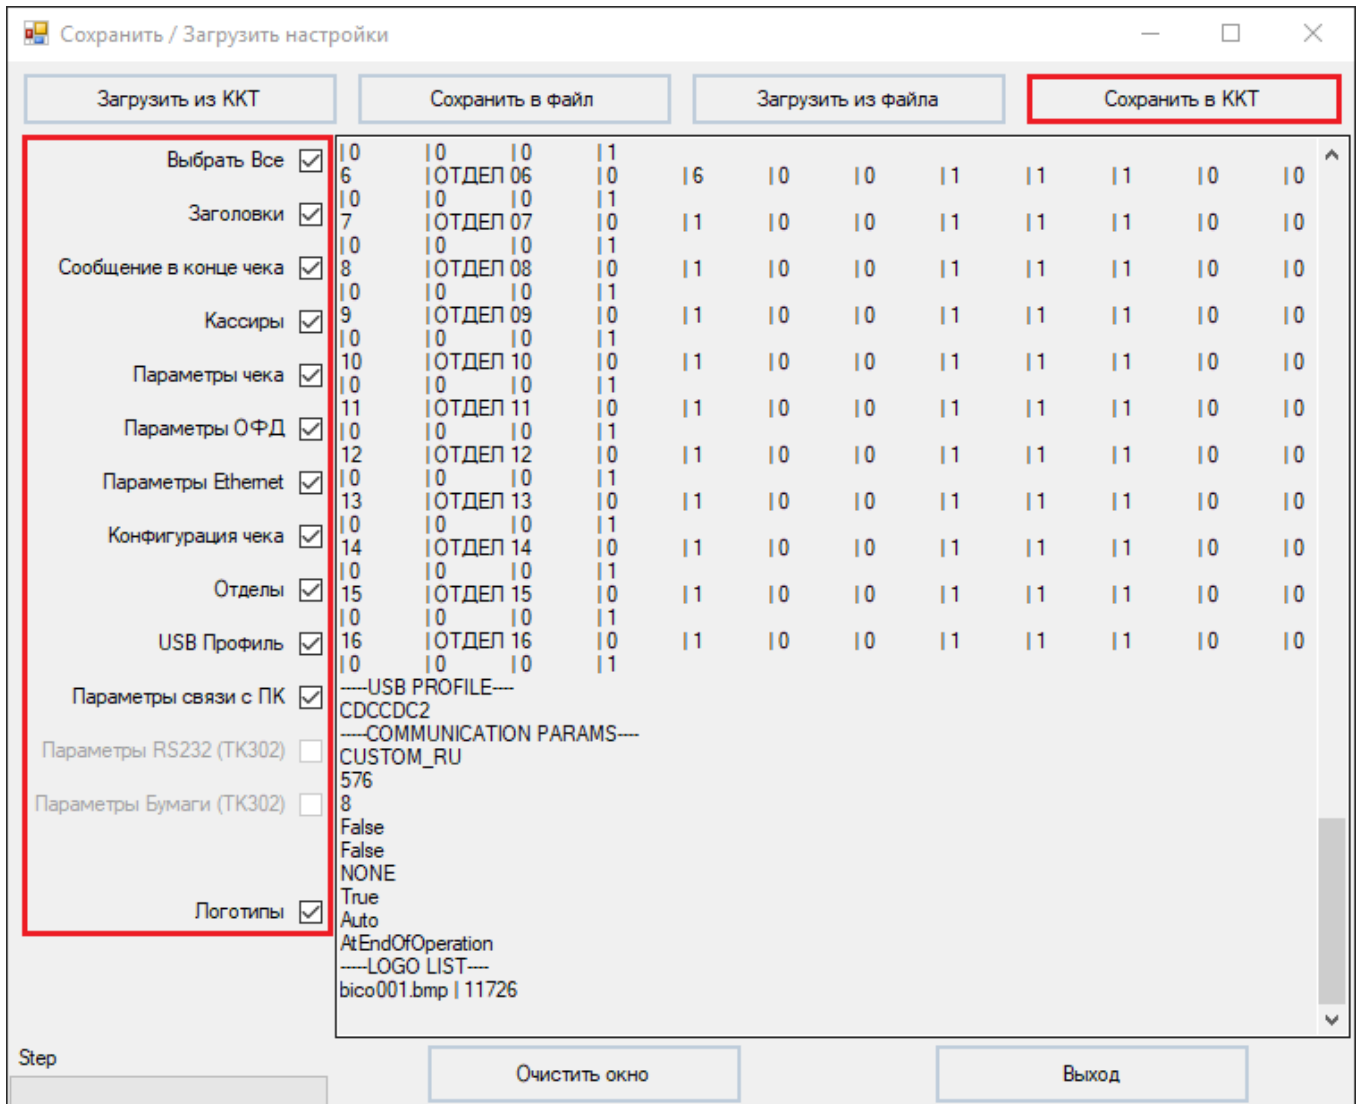 Сохранить / Загрузить настройки
Загрузить из ККТ
Сохранить в файл
Загрузить из файла
Сохранить в ККТ
Выбрать Все
Заголовки
Сообщение в конце чека
Кассиры
Параметры чека
Параметры ОФД
Параметры Ethernet
Конфигурация чека
Отделы
USB Профиль
Параметры связи с ПК
Параметры RS232 (ТК302)
Параметры Бумаги (ТК302)
Логотипы
|0 |0 |0 |1
6 |ОТДЕЛ 06 |0 |6 |0 |0 |1 |1 |1 |0 |0
|0 |0 |0 |1
7 |ОТДЕЛ 07 |0 |1 |0 |0 |1 |1 |1 |0 |0
|0 |0 |0 |1
8 |ОТДЕЛ 08 |0 |1 |0 |0 |1 |1 |1 |0 |0
|0 |0 |0 |1
9 |ОТДЕЛ 09 |0 |1 |0 |0 |1 |1 |1 |0 |0
|0 |0 |0 |1
10 |ОТДЕЛ 10 |0 |1 |0 |0 |1 |1 |1 |0 |0
|0 |0 |0 |1
11 |ОТДЕЛ 11 |0 |1 |0 |0 |1 |1 |1 |0 |0
|0 |0 |0 |1
12 |ОТДЕЛ 12 |0 |1 |0 |0 |1 |1 |1 |0 |0
|0 |0 |0 |1
13 |ОТДЕЛ 13 |0 |1 |0 |0 |1 |1 |1 |0 |0
|0 |0 |0 |1
14 |ОТДЕЛ 14 |0 |1 |0 |0 |1 |1 |1 |0 |0
|0 |0 |0 |1
15 |ОТДЕЛ 15 |0 |1 |0 |0 |1 |1 |1 |0 |0
|0 |0 |0 |1
16 |ОТДЕЛ 16 |0 |1 |0 |0 |1 |1 |1 |0 |0
|0 |0 |0 |1
-----USB PROFILE----
CDCCDC2
-----COMMUNICATION PARAMS----
CUSTOM_RU
576
8
False
False
NONE
True
Auto
AtEndOfOperation
-----LOGO LIST----
bico001.bmp | 11726
Step
Очистить окно
Выход